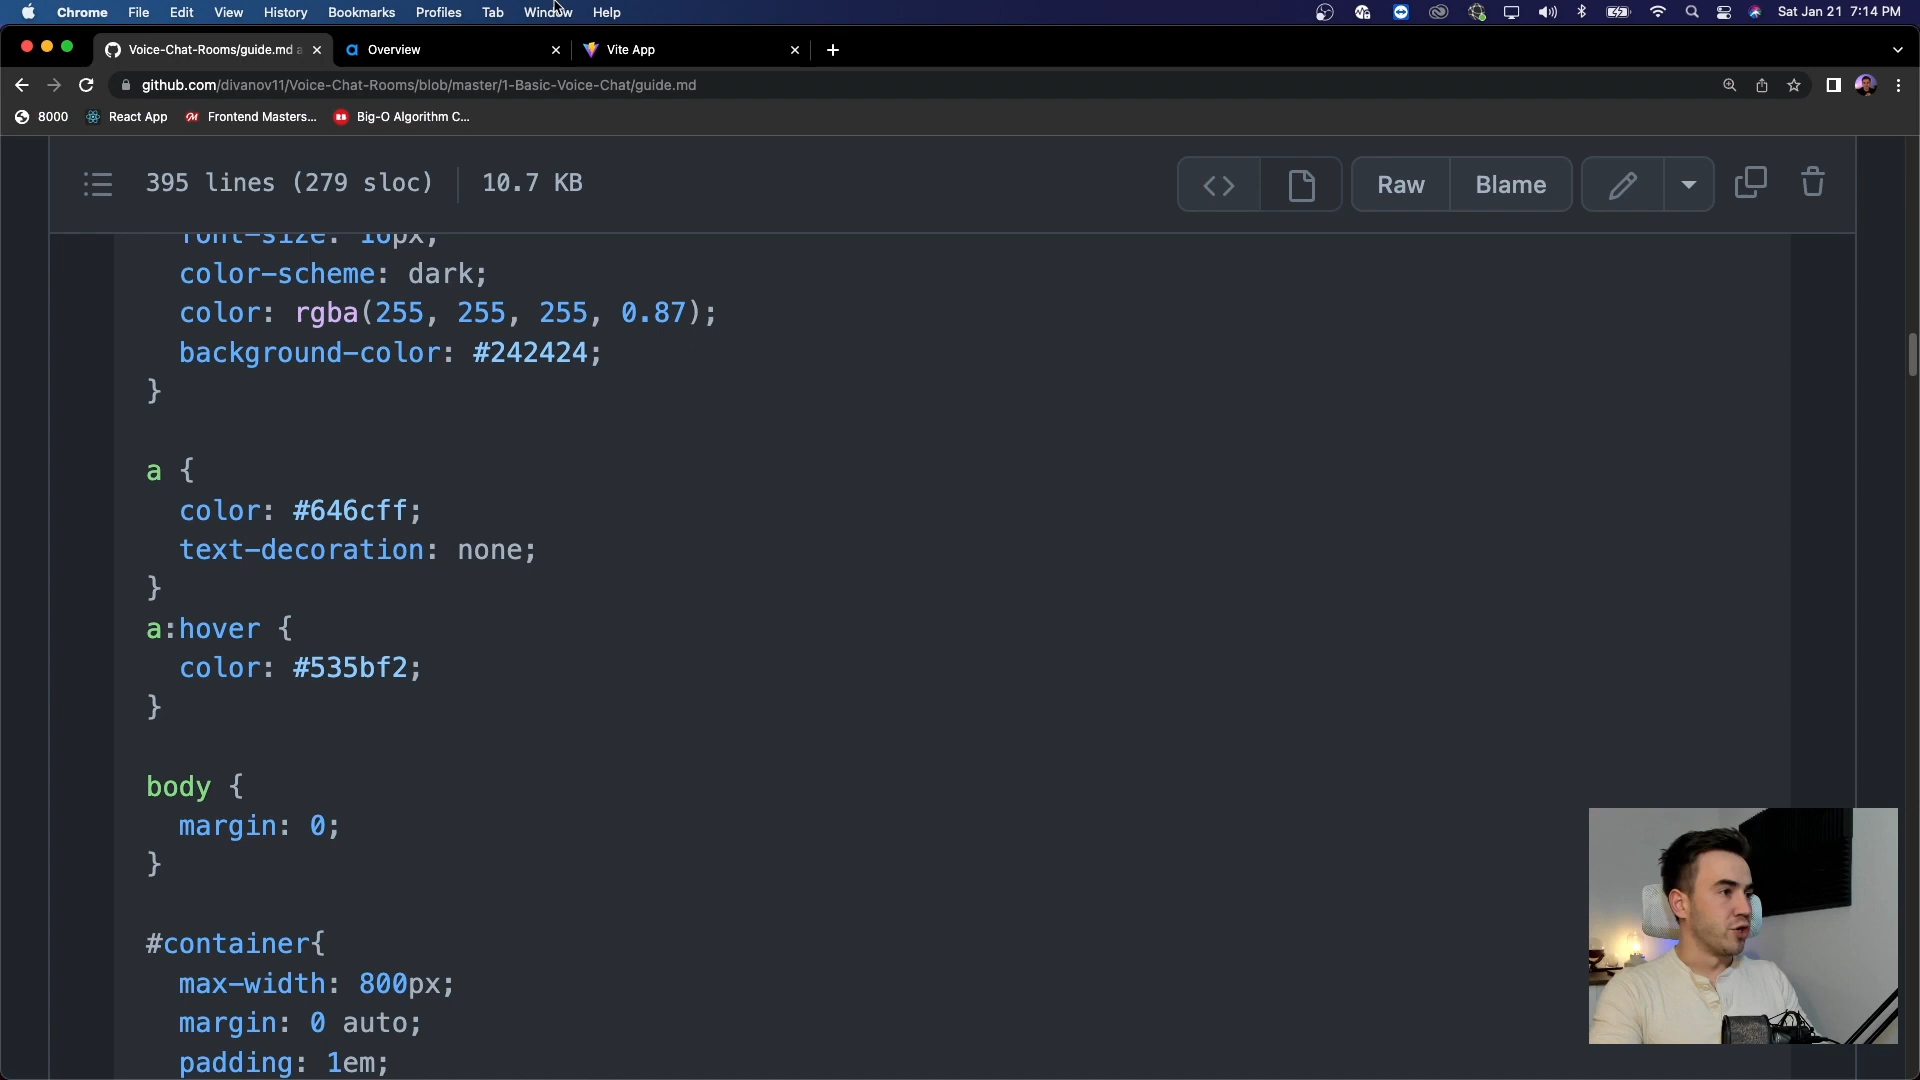 Chrome File Edit View History Bookmarks Profiles Tab Window Help Sat Jan 21 7:14 PM
Voice-Chat-Rooms/guide.md a Overview Vite App
github.com/divanov11/Voice-Chat-Rooms/blob/master/1-Basic-Voice-Chat/guide.md
8000 React App Frontend Masters... Big-O Algorithm C...
395 lines (279 sloc) 10.7 KB Raw Blame
font-size: 16px;
color-scheme: dark;
color: rgba(255, 255, 255, 0.87);
background-color: #242424;
}
a {
color: #646cff;
text-decoration: none;
}
a:hover {
color: #535bf2;
}
body {
margin: 0;
}
#container{
max-width: 800px;
margin: 0 auto;
padding: 1em;